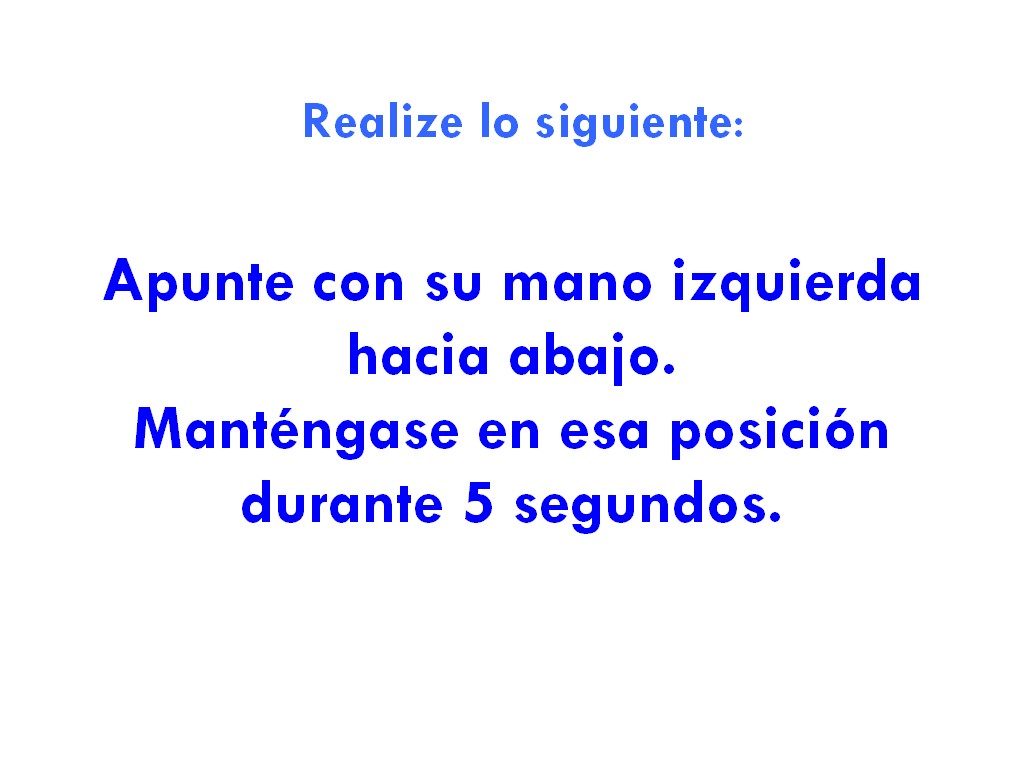 Realize lo siguiente:
Apunte con su mano izquierda
hacia abajo.
Manténgase en esa posición
durante 5 segundos.